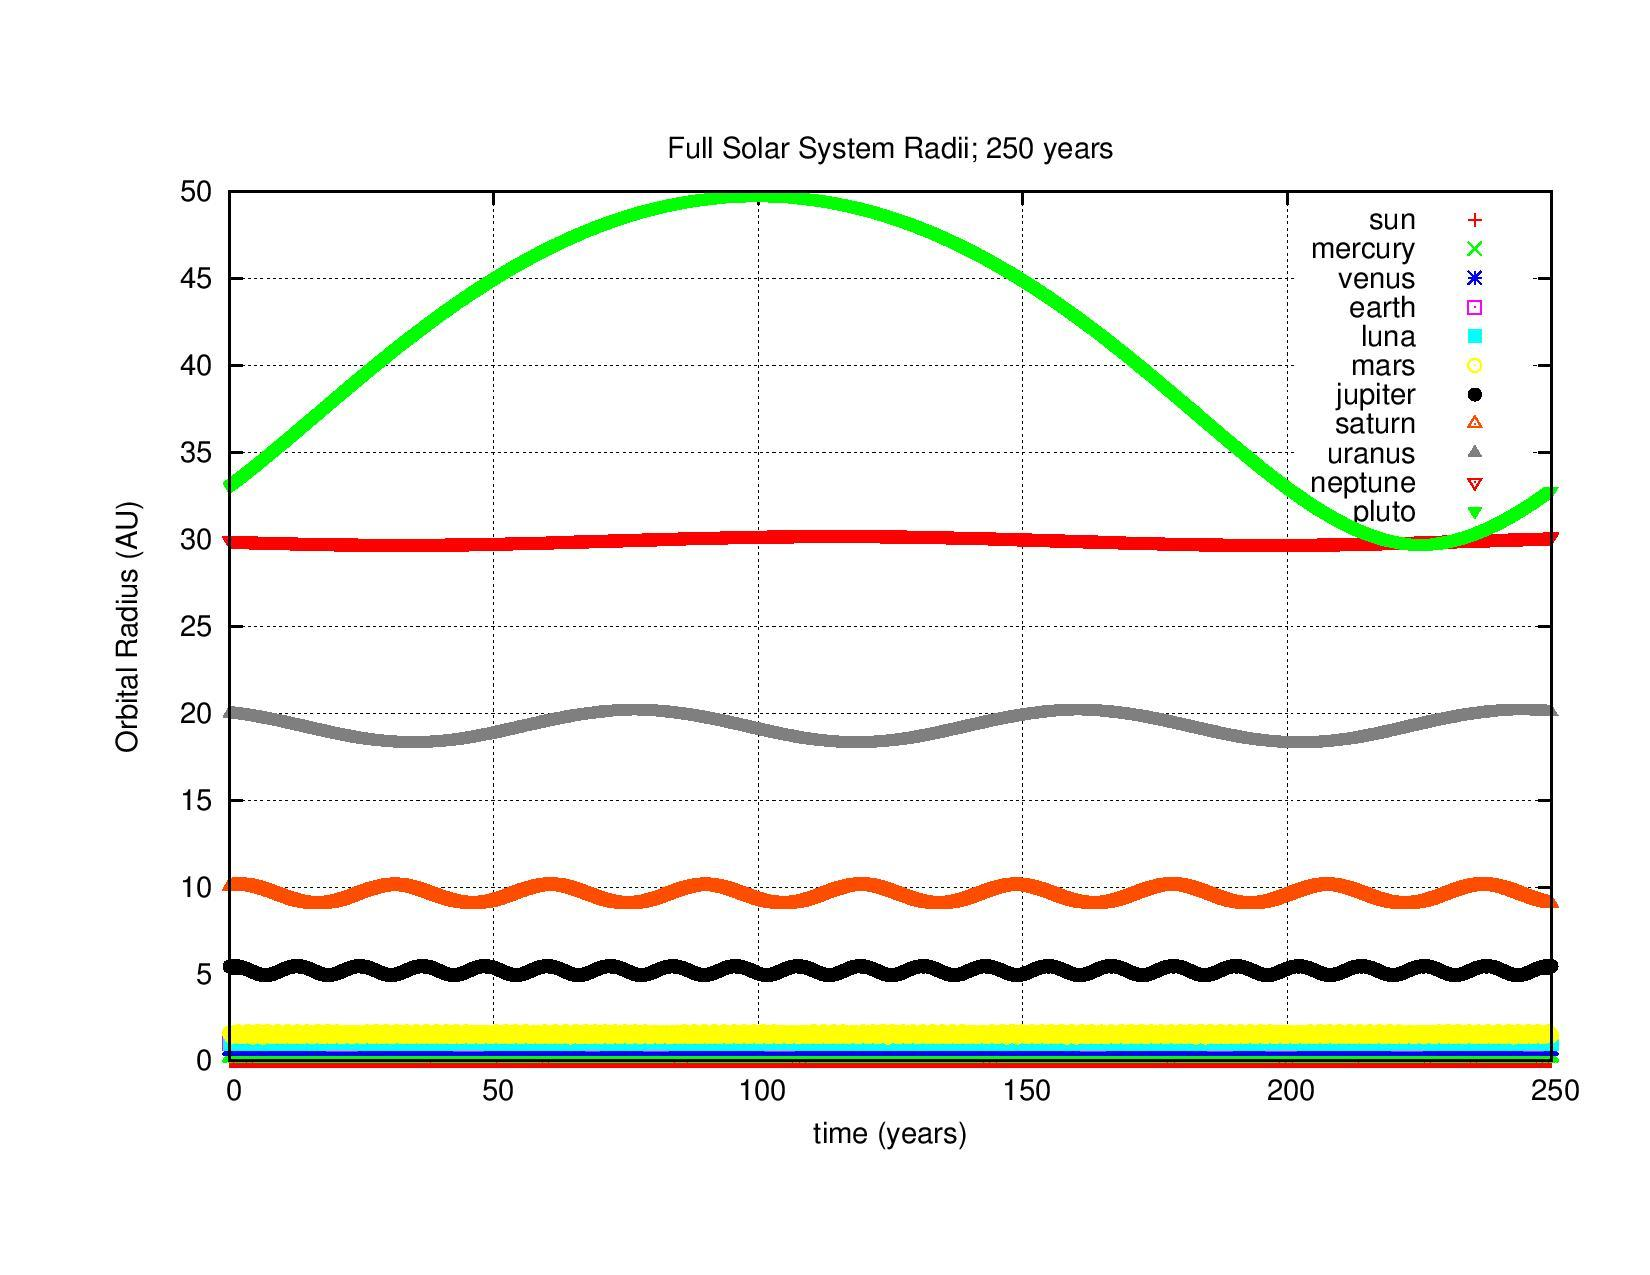 Full Solar System Radii; 250 years
50
45
40
35
30
25
20
15
10
5
0
Orbital Radius (AU)
sun
mercury
venus
earth
luna
mars
jupiter
saturn
uranus
neptune
pluto
0 50 100 150 200 250
time (years)